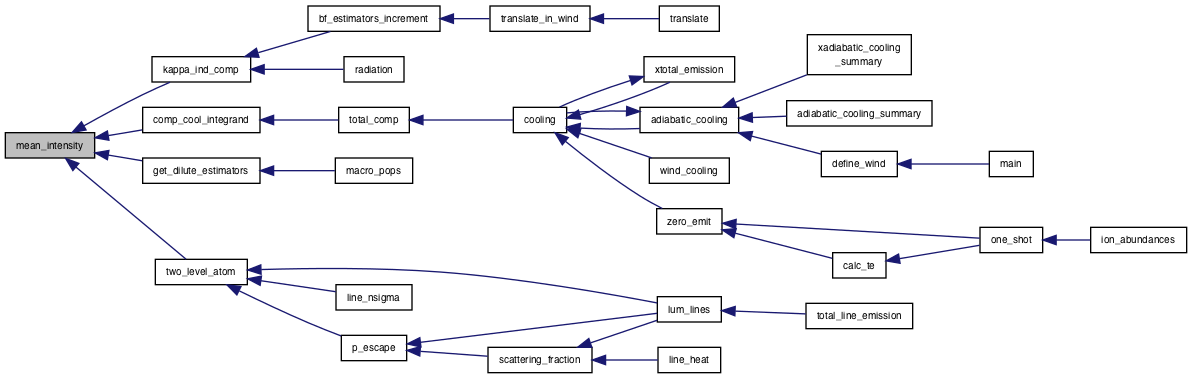 bf_estimators_increment
translate_in_wind
translate
xadiabatic_cooling
_summary
kappa_ind_comp
radiation
xtotal_emission
comp_cool_integrand
total_comp
cooling
adiabatic_cooling
adiabatic_cooling_summary
mean_intensity
get_dilute_estimators
macro_pops
wind_cooling
define_wind
main
zero_emit
one_shot
ion_abundances
two_level_atom
calc_te
line_nsigma
lum_lines
total_line_emission
p_escape
scattering_fraction
line_heat